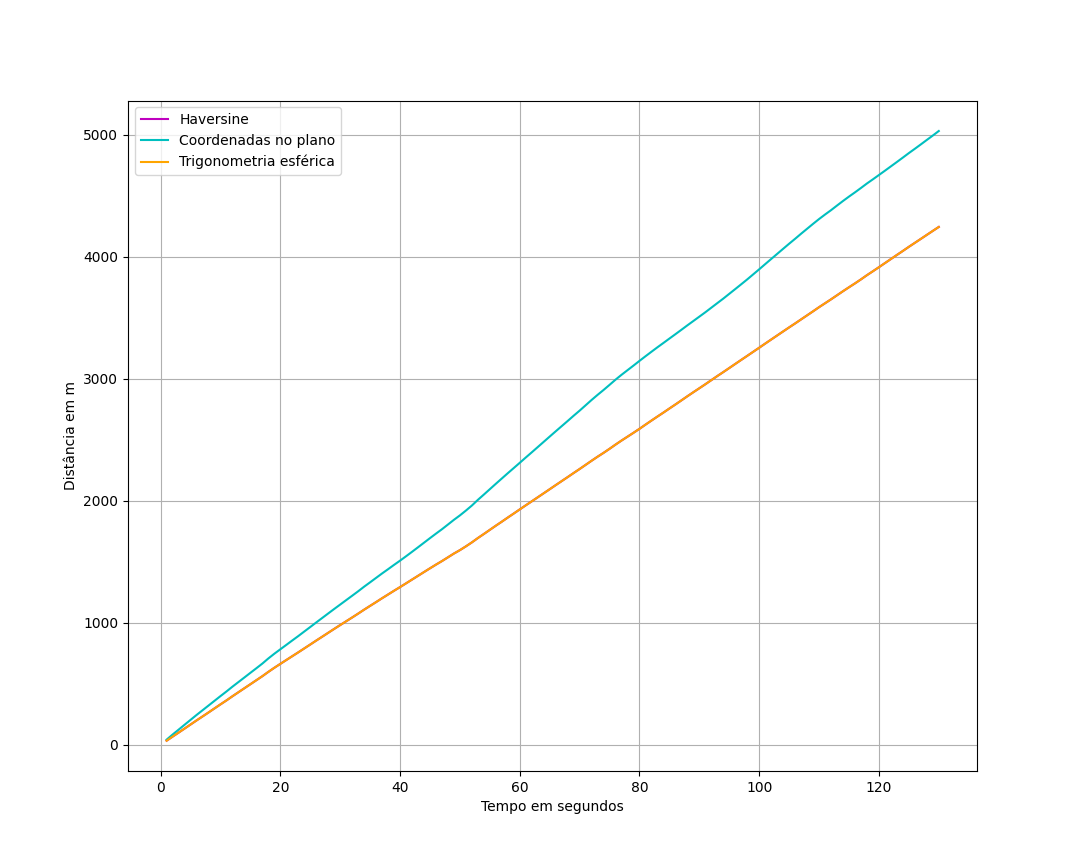 Haversine
Coordenadas no plano
Trigonometria esférica
5000
4000
3000
2000
1000
0
Distância em m
0 20 40 60 80 100 120
Tempo em segundos